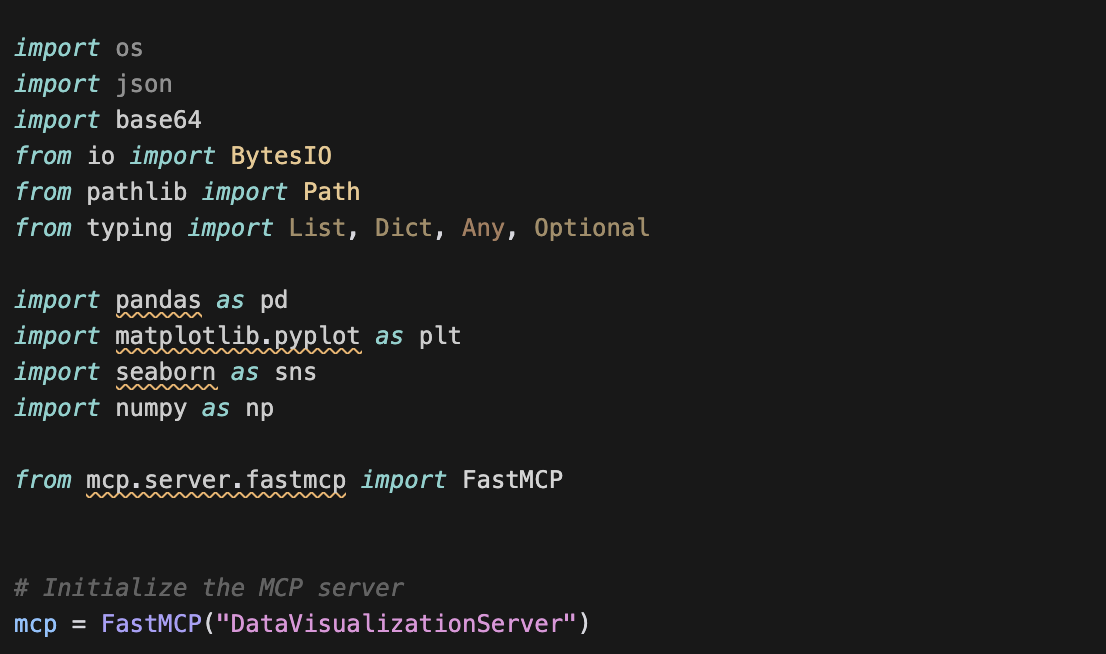 import os
import json
import base64
from io import BytesIO
from pathlib import Path
from typing import List, Dict, Any, Optional
import pandas as pd
import matplotlib.pyplot as plt
import seaborn as sns
import numpy as np
from mcp.server.fastmcp import FastMCP
# Initialize the MCP server
mcp = FastMCP("DataVisualizationServer")